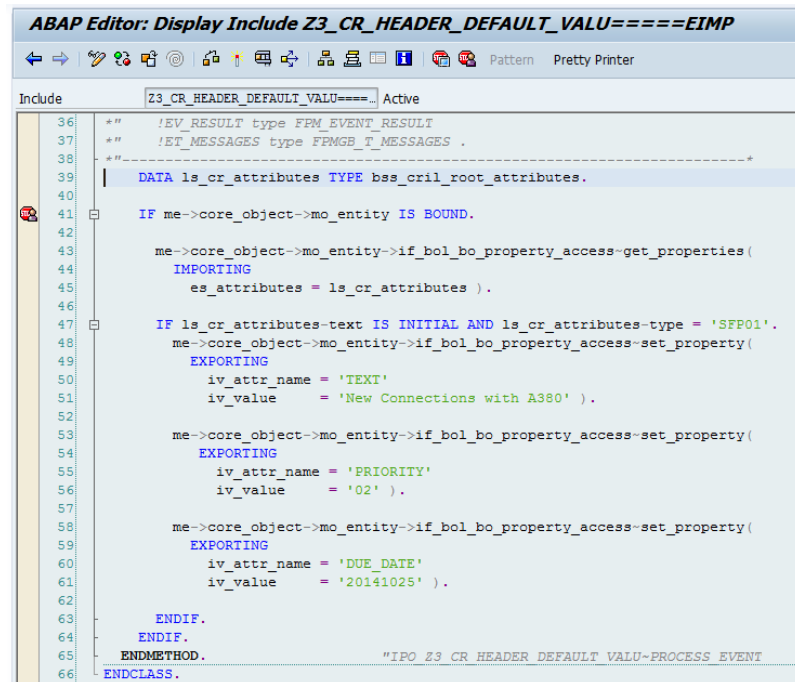 ABAP Editor: Display Include Z3_CR_HEADER_DEFAULT_VALU=====EIMP
Pattern Pretty Printer
Include Z3_CR_HEADER_DEFAULT_VALU====… Active
36 *" !EV_RESULT type FPM_EVENT_RESULT
37 *" !ET_MESSAGES type FPMGB_T_MESSAGES .
38 *"---------------------------------------------------------------------*
39 DATA ls_cr_attributes TYPE bss_cril_root_attributes.
40
41 IF me->core_object->mo_entity IS BOUND.
42
43 me->core_object->mo_entity->if_bol_bo_property_access~get_properties(
44 IMPORTING
45 es_attributes = ls_cr_attributes ).
46
47 IF ls_cr_attributes-text IS INITIAL AND ls_cr_attributes-type = 'SFP01'.
48 me->core_object->mo_entity->if_bol_bo_property_access~set_property(
49 EXPORTING
50 iv_attr_name = 'TEXT'
51 iv_value = 'New Connections with A380' ).
52
53 me->core_object->mo_entity->if_bol_bo_property_access~set_property(
54 EXPORTING
55 iv_attr_name = 'PRIORITY'
56 iv_value = '02' ).
57
58 me->core_object->mo_entity->if_bol_bo_property_access~set_property(
59 EXPORTING
60 iv_attr_name = 'DUE_DATE'
61 iv_value = '20141025' ).
62
63 ENDIF.
64 ENDIF.
65 ENDMETHOD. "IPO_Z3_CR_HEADER_DEFAULT_VALU~PROCESS_EVENT
66 ENDCLASS.